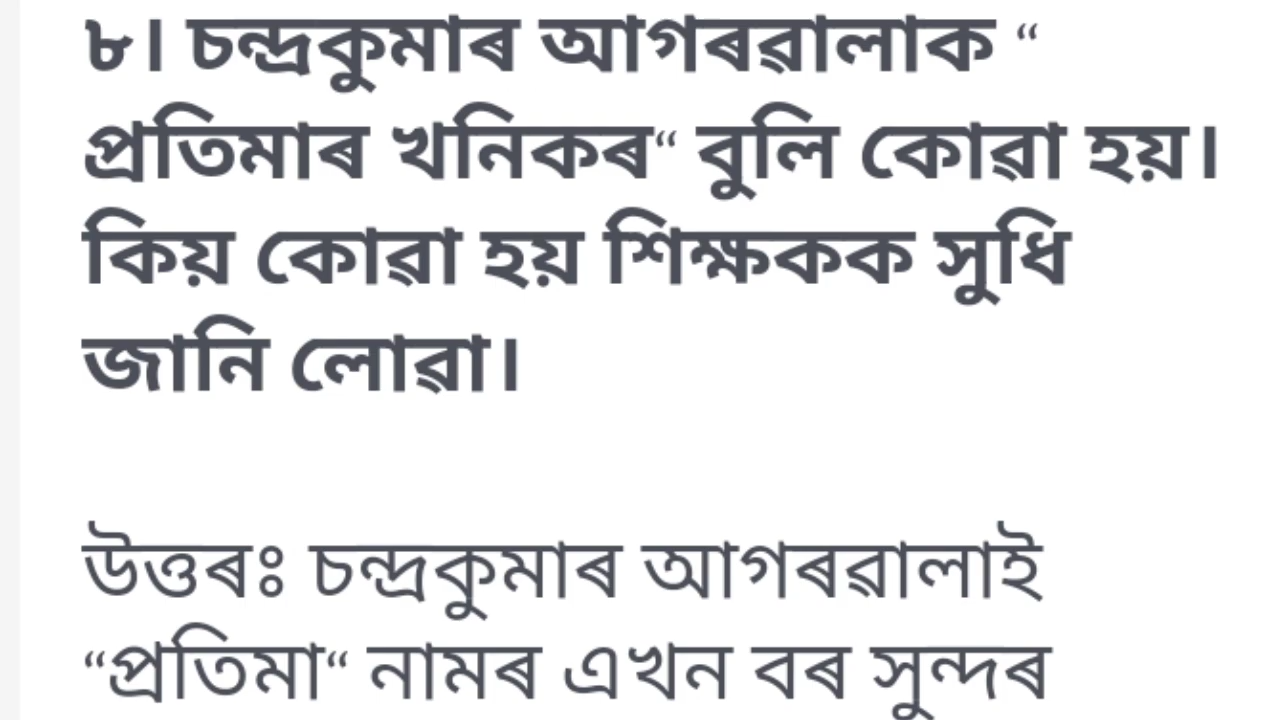 ৮। চন্দ্ৰকুমাৰ আগৰৱালাক “
প্ৰতিমাৰ খনিকৰ“ বুলি কোৱা হয়।
কিয় কোৱা হয় শিক্ষকক সুধি
জানি লোৱা।
উত্তৰঃ চন্দ্ৰকুমাৰ আগৰৱালাই
“প্ৰতিমা“ নামৰ এখন বৰ সুন্দৰ